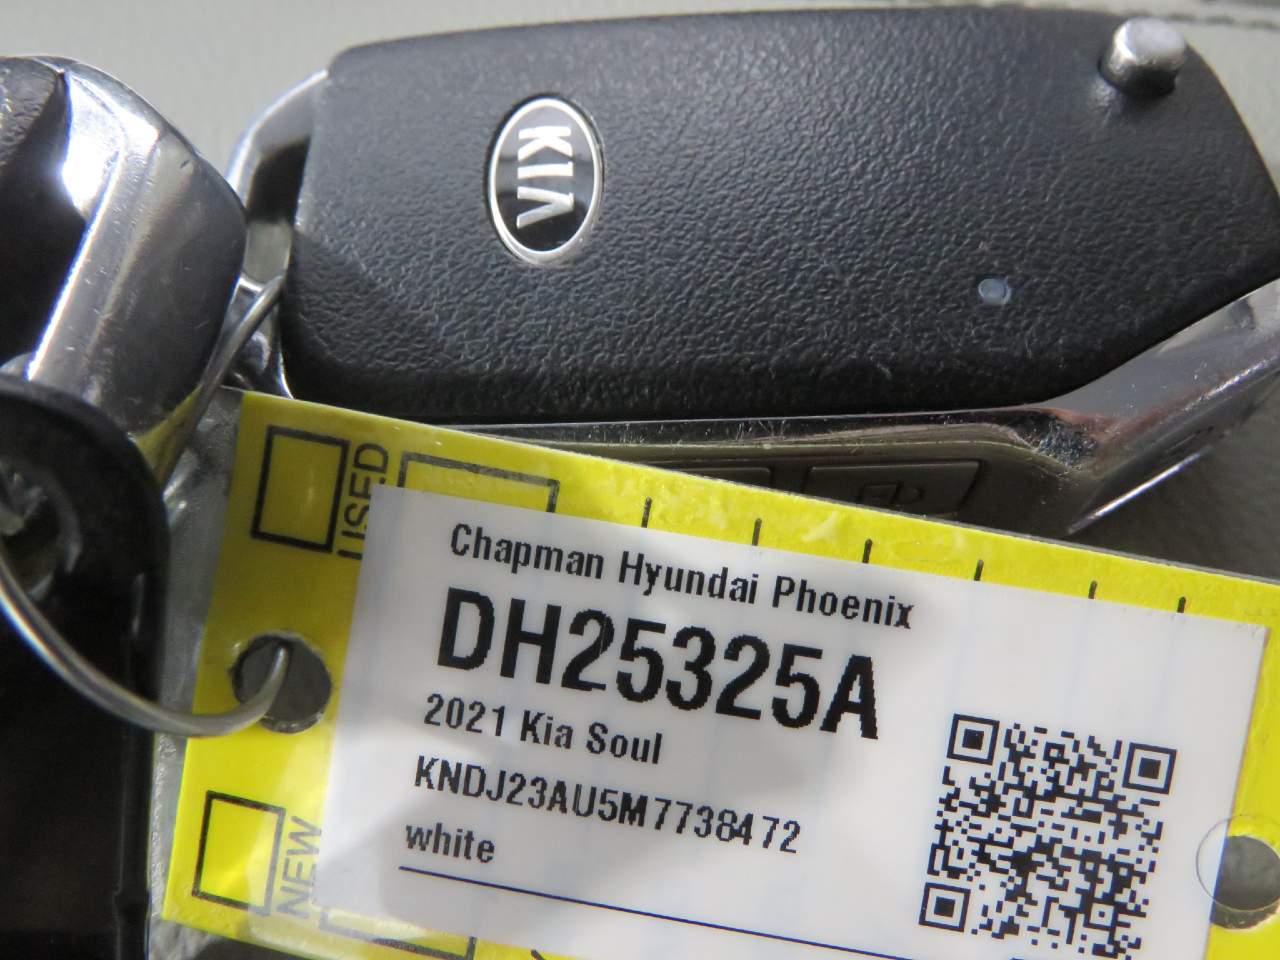 KIA
USED
Chapman Hyundai Phoenix
DH25325A
2021 Kia Soul
KNDJ23AU5M7738472
white
NEW